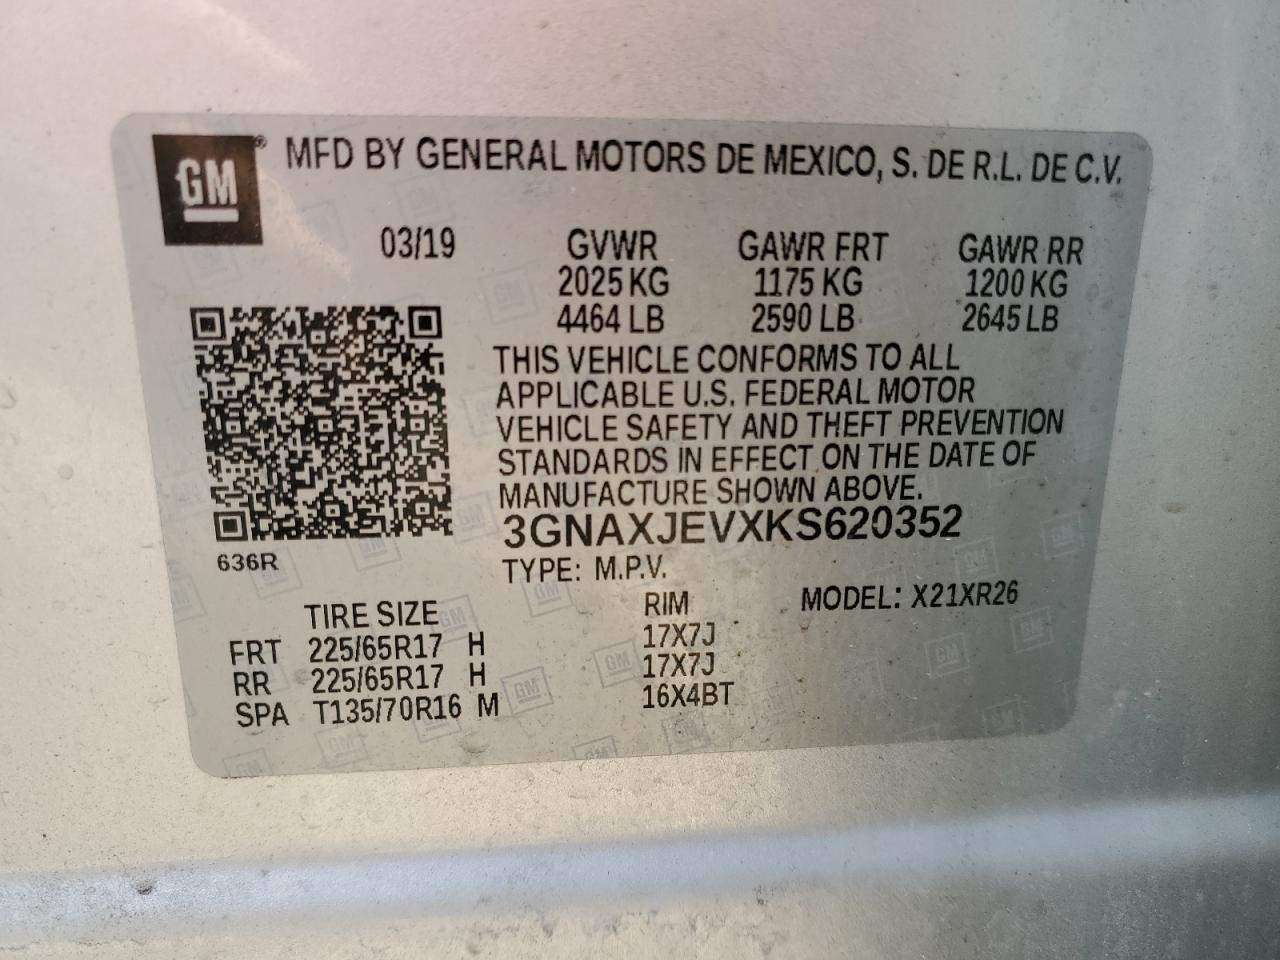 GM® MFD BY GENERAL MOTORS DE MEXICO, S. DE R.L. DE C.V.
03/19 GVWR GAWR FRT GAWR RR
2025 KG 1175 KG 1200 KG
4464 LB 2590 LB 2645 LB
THIS VEHICLE CONFORMS TO ALL
APPLICABLE U.S. FEDERAL MOTOR
VEHICLE SAFETY AND THEFT PREVENTION
STANDARDS IN EFFECT ON THE DATE OF
MANUFACTURE SHOWN ABOVE.
3GNAXJEVXKS620352
636R
TYPE: M.P.V.
MODEL: X21XR26
TIRE SIZE RIM
FRT 225/65R17 H 17X7J
RR 225/65R17 H 17X7J
SPA T135/70R16 M 16X4BT